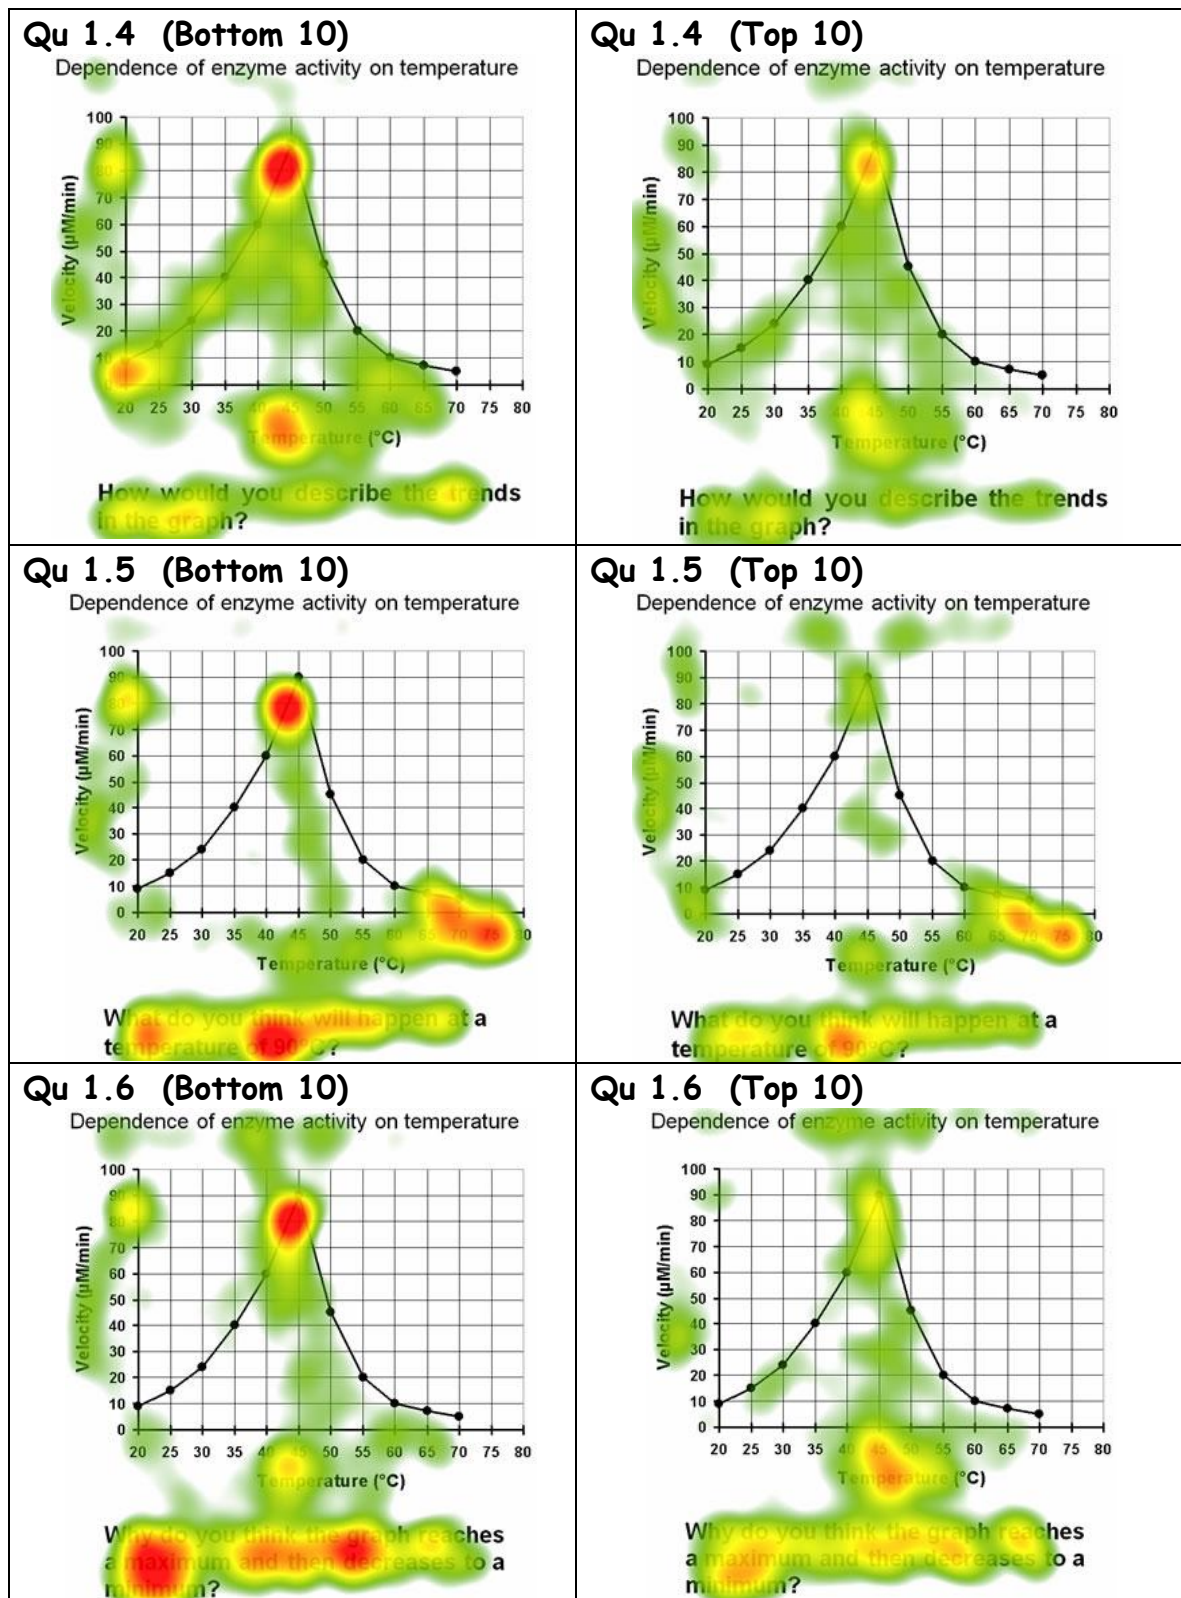 Qu 1.4 (Bottom 10)
Dependence of enzyme activity on temperature
100
90
80
70
60
50
40
30
20
10
Velocity (µM/min)
20 25 30 35 40 45 50 55 60 65 70 75 80
Temperature (°C)
How would you describe the trends
in the graph?
Qu 1.4 (Top 10)
Dependence of enzyme activity on temperature
100
90
80
70
60
50
40
30
20
10
0
Velocity (µM/min)
20 25 30 35 40 45 50 55 60 65 70 75 80
Temperature (°C)
How would you describe the trends
in the graph?
Qu 1.5 (Bottom 10)
Dependence of enzyme activity on temperature
100
90
80
70
60
50
40
30
20
10
0
Velocity (µM/min)
20 25 30 35 40 45 50 55 60 65 70 75 80
Temperature (°C)
What do you think will happen at a
temperature of 90°C?
Qu 1.5 (Top 10)
Dependence of enzyme activity on temperature
100
90
80
70
60
50
40
30
20
10
0
Velocity (µM/min)
20 25 30 35 40 45 50 55 60 65 70 75 80
Temperature (°C)
What do you think will happen at a
temperature of 90°C?
Qu 1.6 (Bottom 10)
Dependence of enzyme activity on temperature
100
90
80
70
60
50
40
30
20
10
0
Velocity (µM/min)
20 25 30 35 40 45 50 55 60 65 70 75 80
Temperature (°C)
Why do you think the graph reaches
a maximum and then decreases to a
minimum?
Qu 1.6 (Top 10)
Dependence of enzyme activity on temperature
100
90
80
70
60
50
40
30
20
10
0
Velocity (µM/min)
20 25 30 35 40 45 50 55 60 65 70 75 80
Temperature (°C)
Why do you think the graph reaches
a maximum and then decreases to a
minimum?